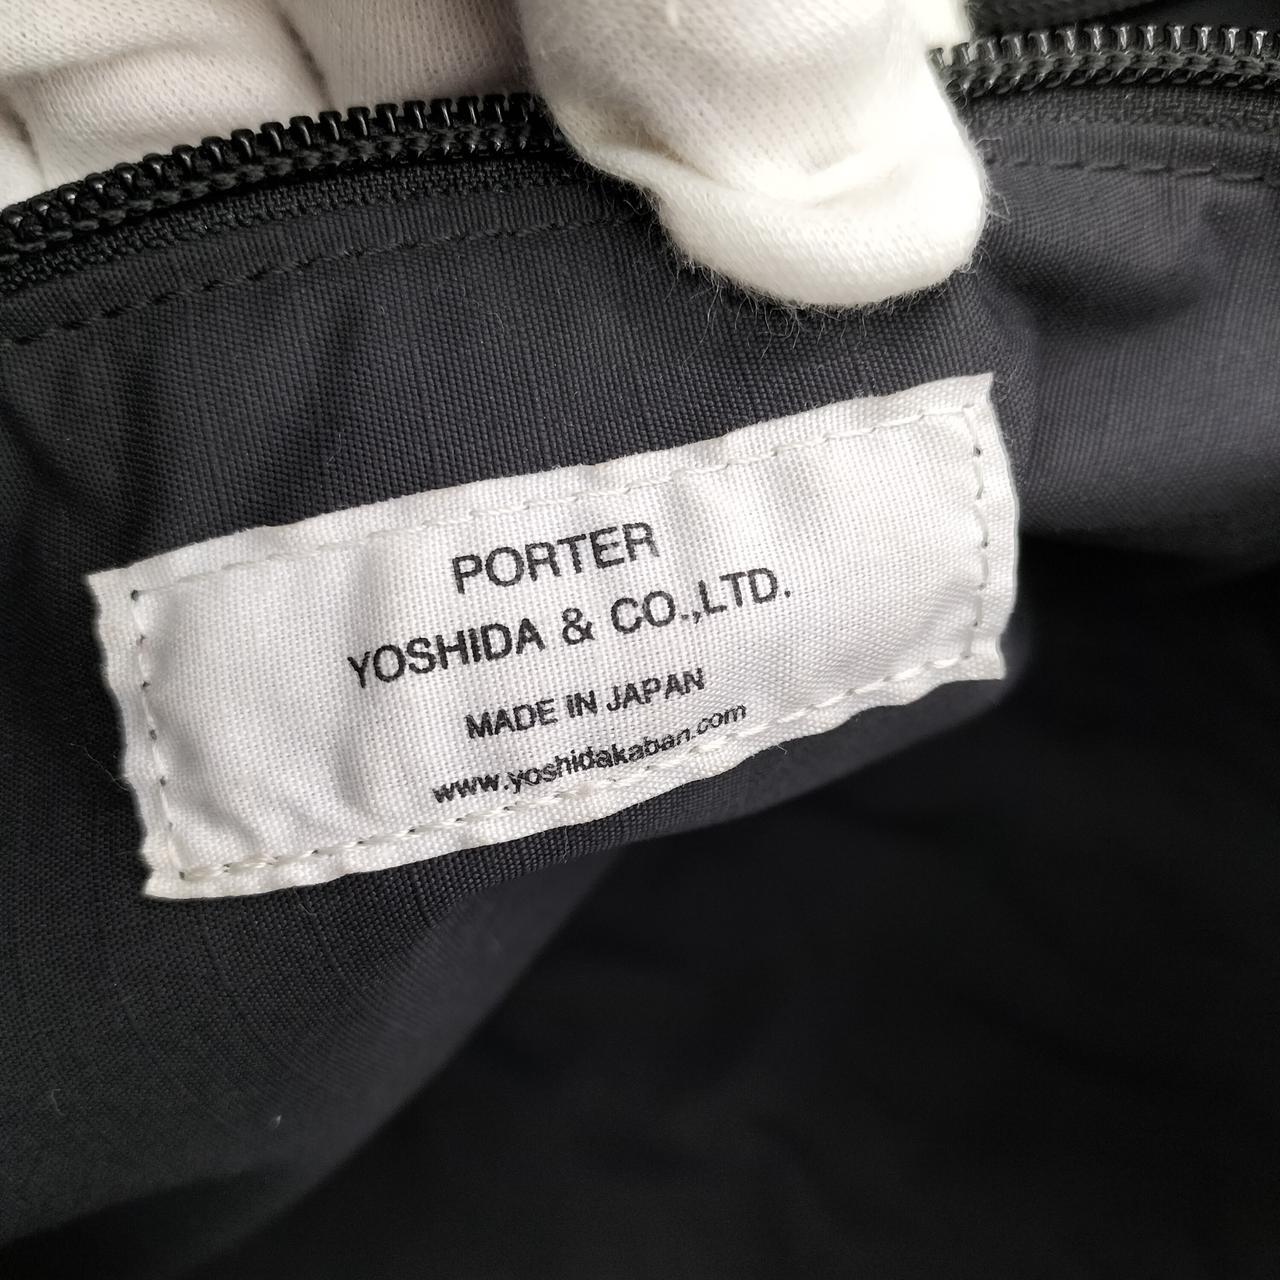 PORTER
YOSHIDA & CO.,LTD.
MADE IN JAPAN
www.yoshidakaban.com